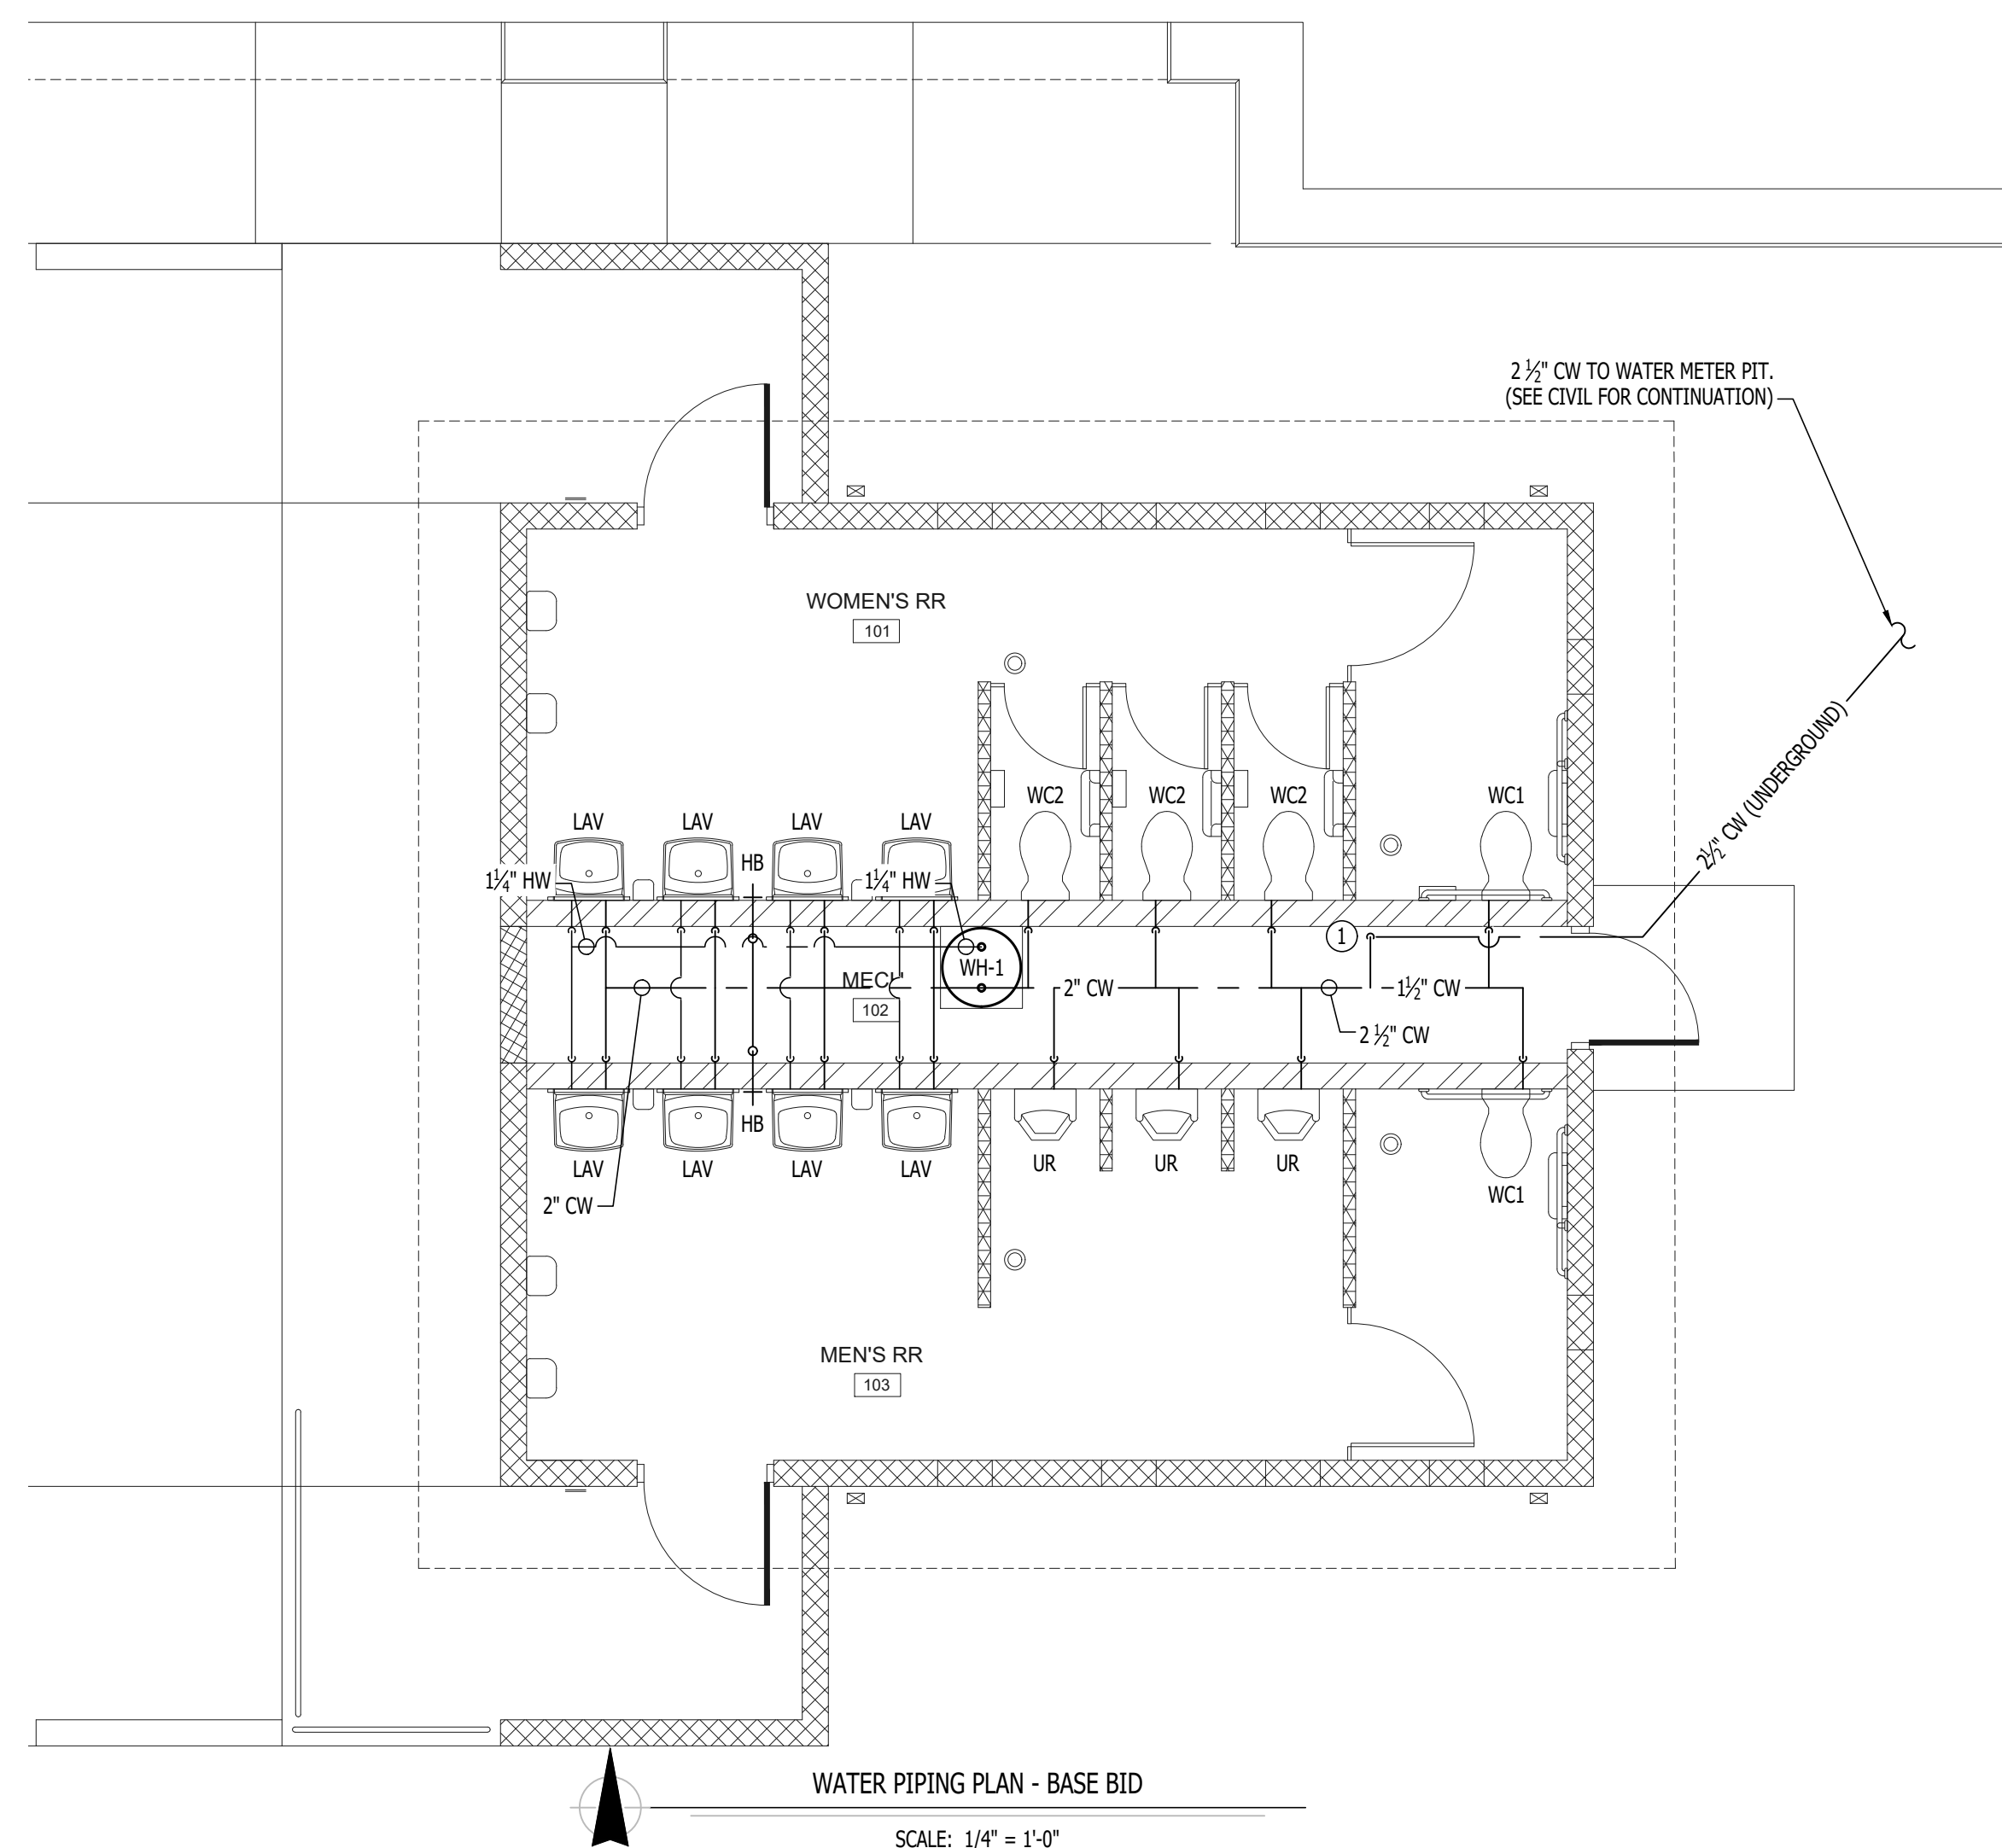 2 ½" CW TO WATER METER PIT.
(SEE CIVIL FOR CONTINUATION)
WOMEN'S RR
101
2½" CW (UNDERGROUND)
WC2
WC2
WC2
WC1
LAV
LAV
LAV
LAV
HB
1¼" HW
1¼" HW
1
WH-1
MECH
102
2" CW
1½" CW
2 ½" CW
HB
LAV
LAV
LAV
LAV
UR
UR
UR
WC1
2" CW
MEN'S RR
103
WATER PIPING PLAN - BASE BID
SCALE: 1/4" = 1'-0"